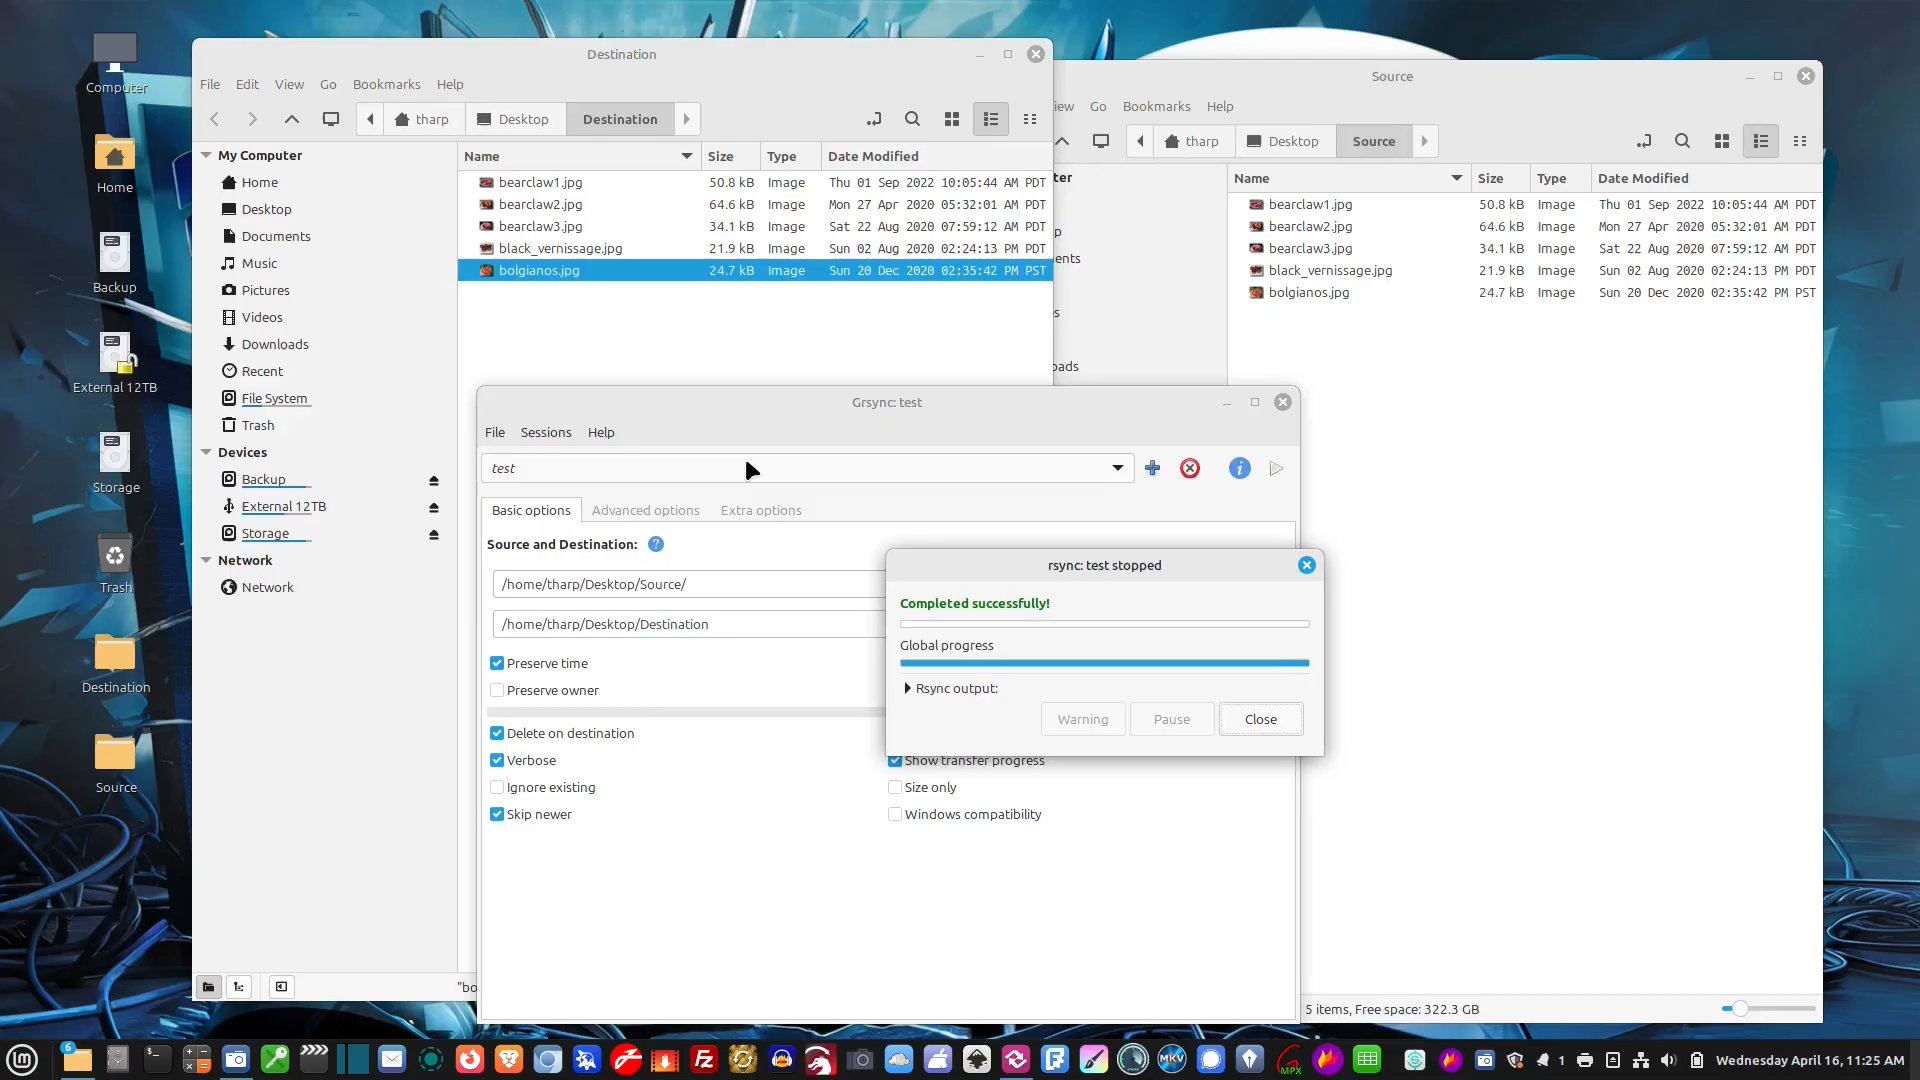 Computer
Home
Backup
External 12TB
Storage
Trash
Destination
Source
Destination
File Edit View Go Bookmarks Help
tharp Desktop Destination
My Computer
Home
Desktop
Documents
Music
Pictures
Videos
Downloads
Recent
File System
Trash
Devices
Backup
External 12TB
Storage
Network
Network
Name Size Type Date Modified
bearclaw1.jpg 50.8 kB Image Thu 01 Sep 2022 10:05:44 AM PDT
bearclaw2.jpg 64.6 kB Image Mon 27 Apr 2020 05:32:01 AM PDT
bearclaw3.jpg 34.1 kB Image Sat 22 Aug 2020 07:59:12 AM PDT
black_vernissage.jpg 21.9 kB Image Sun 02 Aug 2020 02:24:13 PM PDT
bolgianos.jpg 24.7 kB Image Sun 20 Dec 2020 02:35:42 PM PST
"bo
Source
iew Go Bookmarks Help
tharp Desktop Source
ter
p
ents
es
oads
Name Size Type Date Modified
bearclaw1.jpg 50.8 kB Image Thu 01 Sep 2022 10:05:44 AM PDT
bearclaw2.jpg 64.6 kB Image Mon 27 Apr 2020 05:32:01 AM PDT
bearclaw3.jpg 34.1 kB Image Sat 22 Aug 2020 07:59:12 AM PDT
black_vernissage.jpg 21.9 kB Image Sun 02 Aug 2020 02:24:13 PM PDT
bolgianos.jpg 24.7 kB Image Sun 20 Dec 2020 02:35:42 PM PST
5 items, Free space: 322.3 GB
Grsync: test
File Sessions Help
test
Basic options Advanced options Extra options
Source and Destination:
/home/tharp/Desktop/Source/
/home/tharp/Desktop/Destination
Preserve time
Preserve owner
Delete on destination
Verbose Show transfer progress
Ignore existing Size only
Skip newer Windows compatibility
rsync: test stopped
Completed successfully!
Global progress
Rsync output:
Warning Pause Close
6
FZ
MKV
MPX
1
Wednesday April 16, 11:25 AM